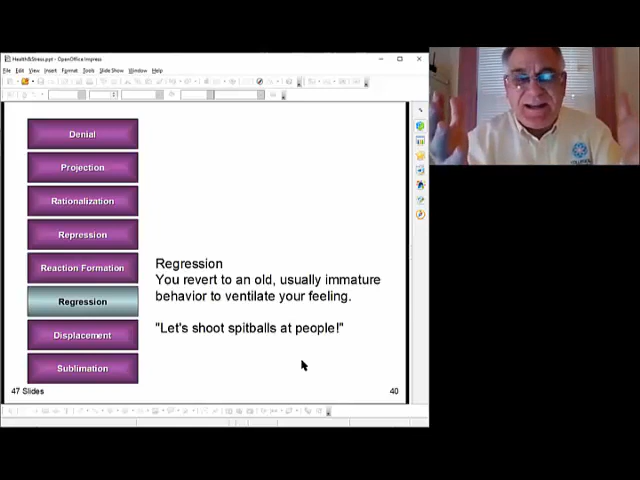 Health&Stress.ppt - OpenOffice Impress
File Edit View Insert Format Tools Slide Show Window Help
Denial
Projection
Rationalization
Repression
Reaction Formation
Regression
Displacement
Sublimation
Regression
You revert to an old, usually immature
behavior to ventilate your feeling.
"Let's shoot spitballs at people!"
47 Slides
40